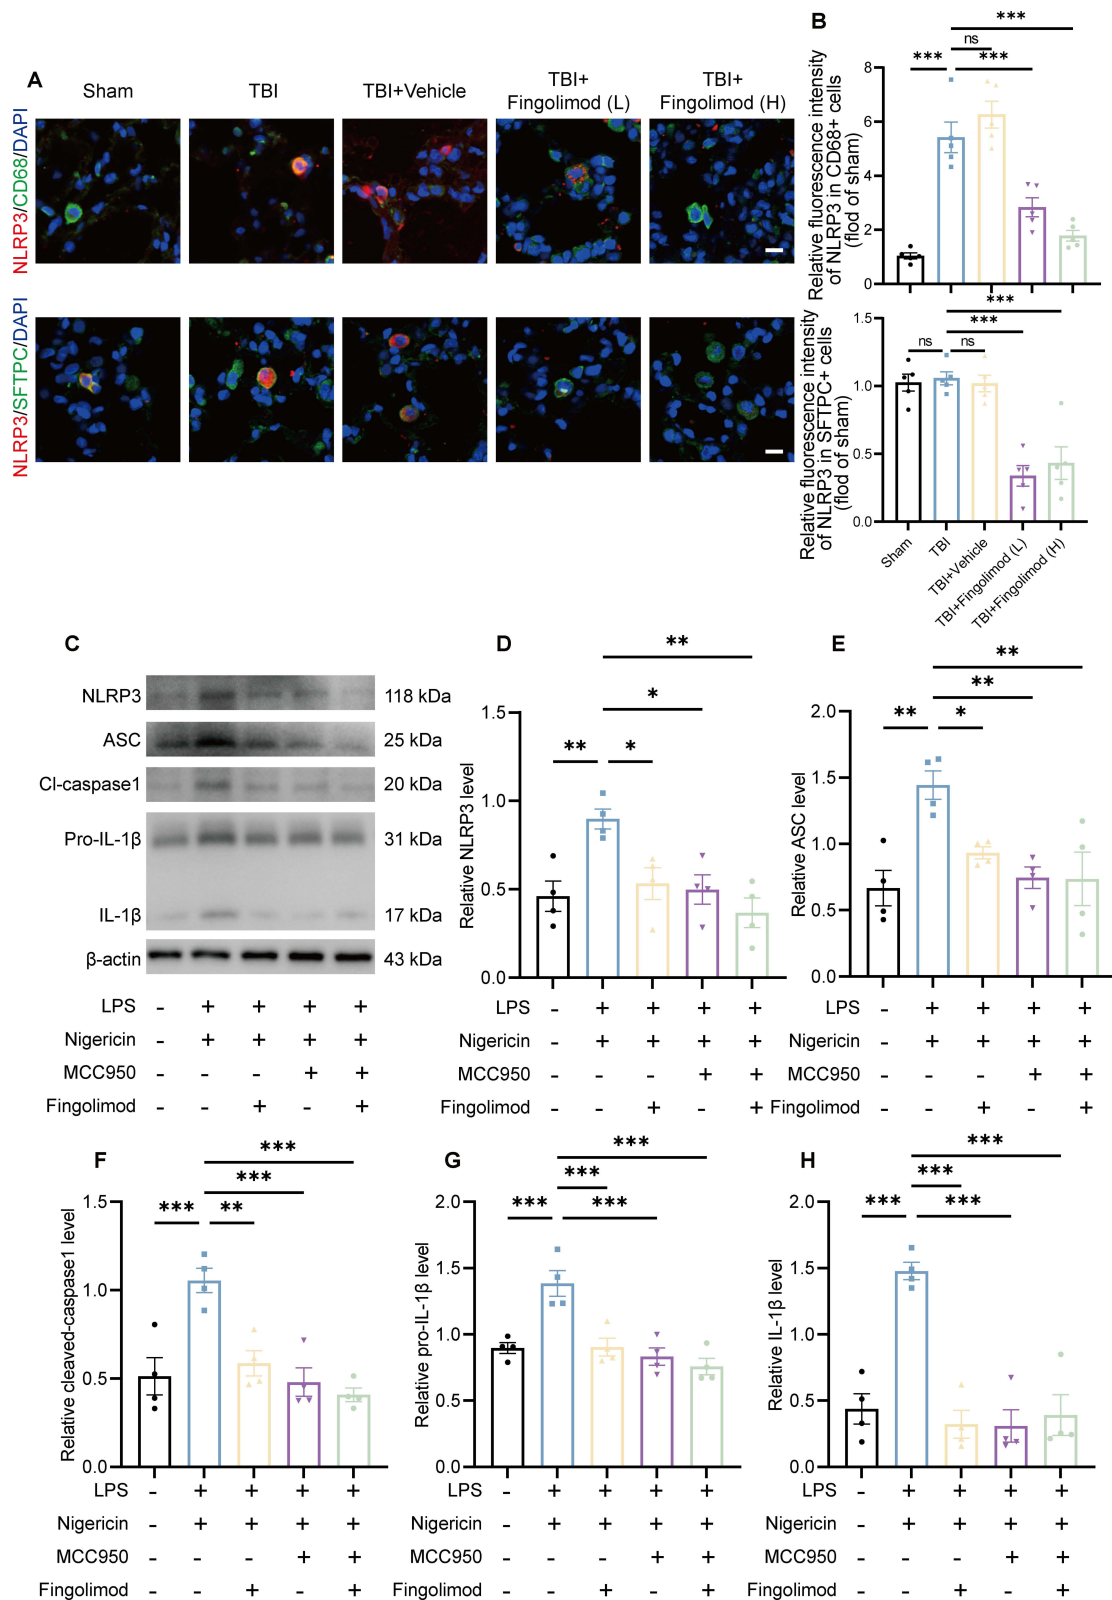 A
Sham
TBI
TBI+Vehicle
TBI+
Fingolimod (L)
TBI+
Fingolimod (H)
NLRP3/CD68/DAPI
NLRP3/SFTPC/DAPI
B
Relative fluorescence intensity
of NLRP3 in CD68+ cells
(flod of sham)
8
6
4
2
0
***
ns
***
***
Relative fluorescence intensity
of NLRP3 in SFTPC+ cells
(flod of sham)
1.5
1.0
0.5
0.0
***
***
ns
ns
Sham
TBI
TBI+Vehicle
TBI+Fingolimod (L)
TBI+Fingolimod (H)
C
NLRP3 118 kDa
ASC 25 kDa
Cl-caspase1 20 kDa
Pro-IL-1β 31 kDa
IL-1β 17 kDa
β-actin 43 kDa
LPS - + + + +
Nigericin - + + + +
MCC950 - - - + +
Fingolimod - - + - +
D
Relative NLRP3 level
1.5
1.0
0.5
0.0
**
*
** *
LPS - + + + +
Nigericin - + + + +
MCC950 - - - + +
Fingolimod - - + - +
E
Relative ASC level
2.0
1.5
1.0
0.5
0.0
**
**
** *
LPS - + + + +
Nigericin - + + + +
MCC950 - - - + +
Fingolimod - - + - +
F
Relative cleaved-caspase1 level
1.5
1.0
0.5
0.0
***
***
*** **
LPS - + + + +
Nigericin - + + + +
MCC950 - - - + +
Fingolimod - - + - +
G
Relative pro-IL-1β level
2.0
1.5
1.0
0.5
0.0
***
***
*** ***
LPS - + + + +
Nigericin - + + + +
MCC950 - - - + +
Fingolimod - - + - +
H
Relative IL-1β level
2.0
1.5
1.0
0.5
0.0
***
***
*** ***
LPS - + + + +
Nigericin - + + + +
MCC950 - - - + +
Fingolimod - - + - +